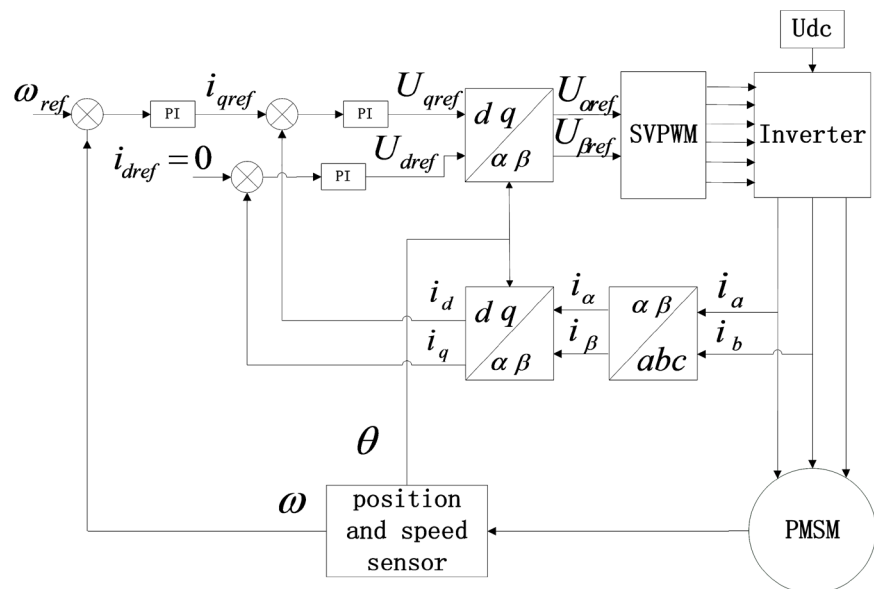 Udc
ω_ref
PI
i_qref
PI
U_qref
d q
α β
U_αref
U_βref
SVPWM
Inverter
i_dref = 0
PI
U_dref
i_d
i_q
d q
α β
i_α
i_β
α β
abc
i_a
i_b
θ
ω
position
and speed
sensor
PMSM